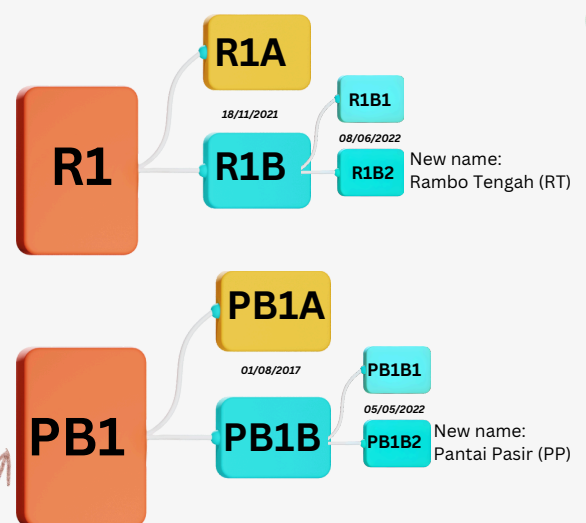 R1
R1A
18/11/2021
R1B
R1B1
08/06/2022
R1B2
New name:
Rambo Tengah (RT)
PB1
PB1A
01/08/2017
PB1B
PB1B1
05/05/2022
PB1B2
New name:
Pantai Pasir (PP)